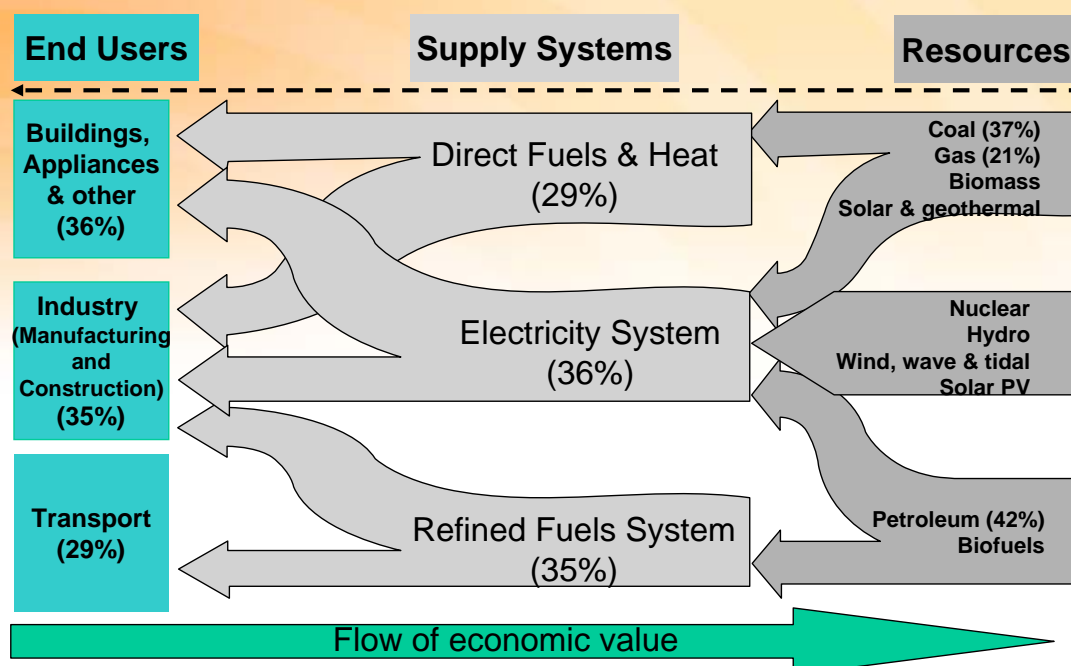 End Users
Supply Systems
Resources
Buildings,
Appliances
& other
(36%)
Direct Fuels & Heat
(29%)
Coal (37%)
Gas (21%)
Biomass
Solar & geothermal
Industry
(Manufacturing
and
Construction)
(35%)
Electricity System
(36%)
Nuclear
Hydro
Wind, wave & tidal
Solar PV
Transport
(29%)
Refined Fuels System
(35%)
Petroleum (42%)
Biofuels
Flow of economic value